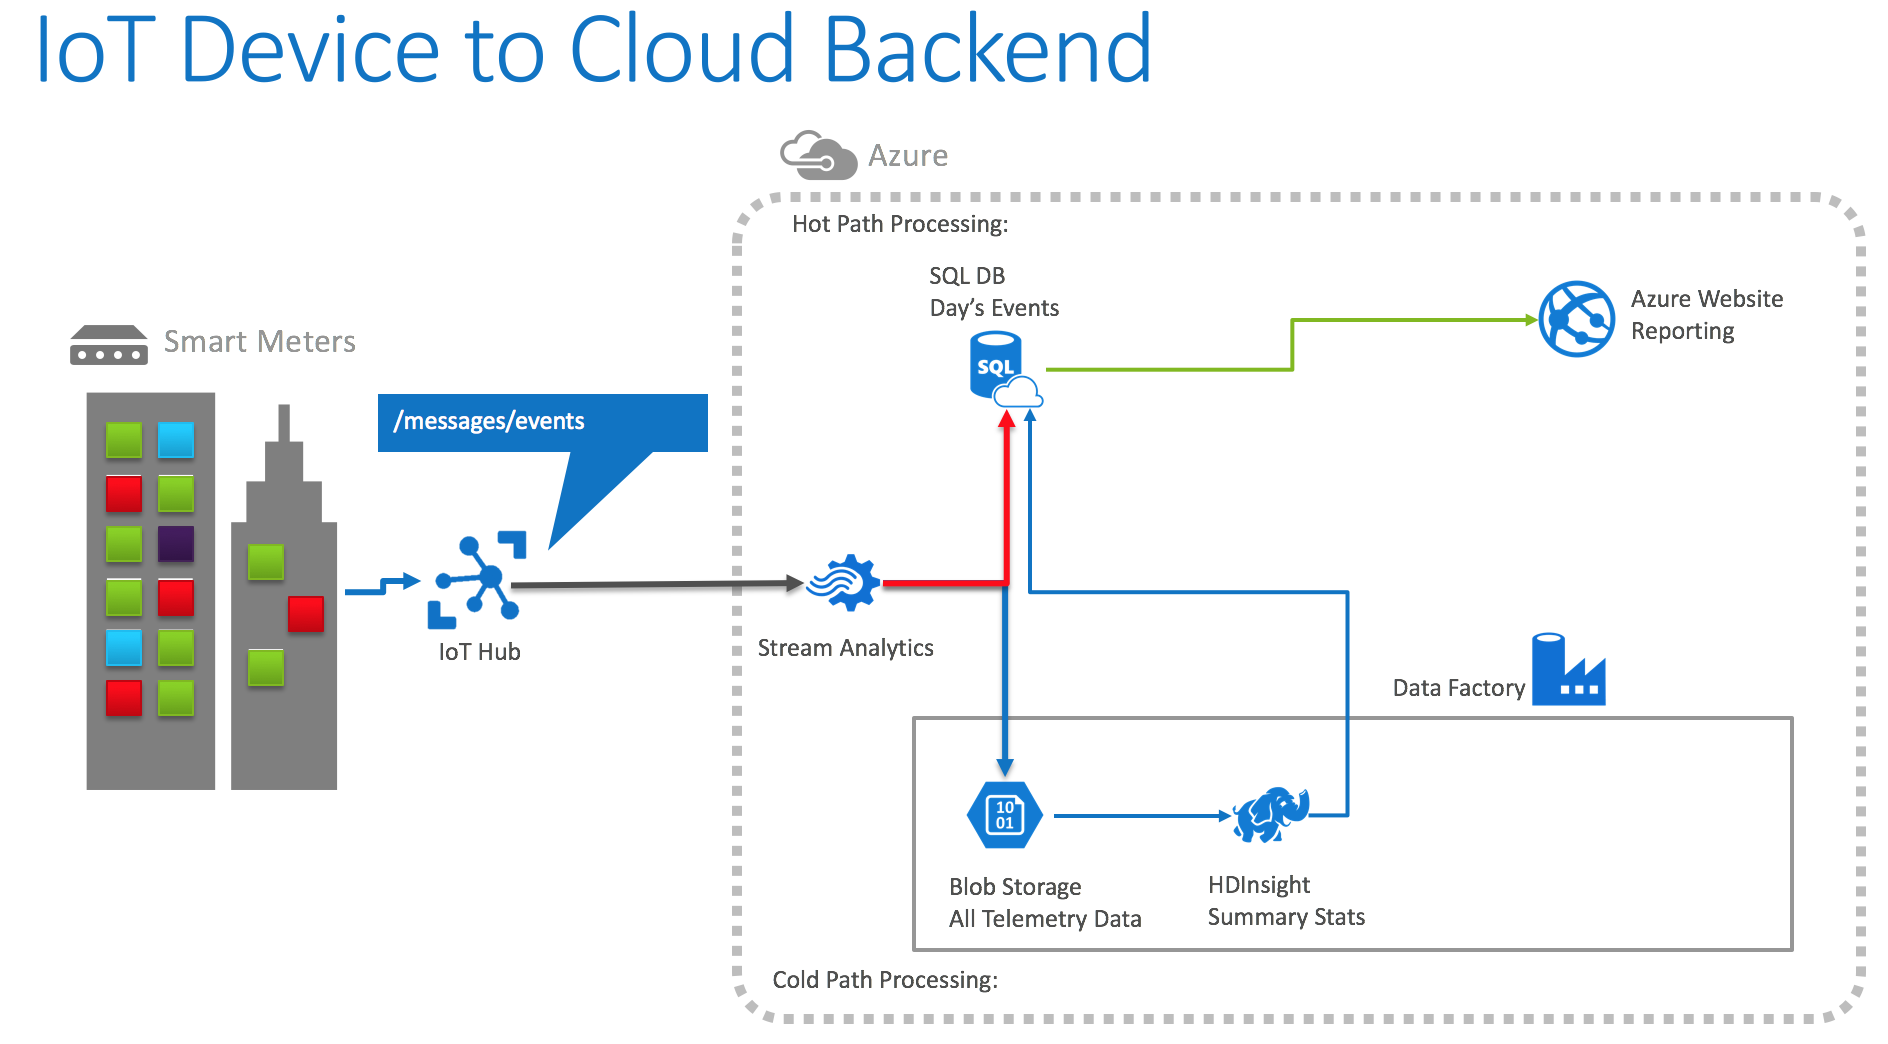 IoT Device to Cloud Backend
Azure
Hot Path Processing:
SQL DB
Day's Events
SQL
Azure Website
Reporting
Smart Meters
/messages/events
IoT Hub
Stream Analytics
Data Factory
10
01
Blob Storage
All Telemetry Data
HDInsight
Summary Stats
Cold Path Processing: